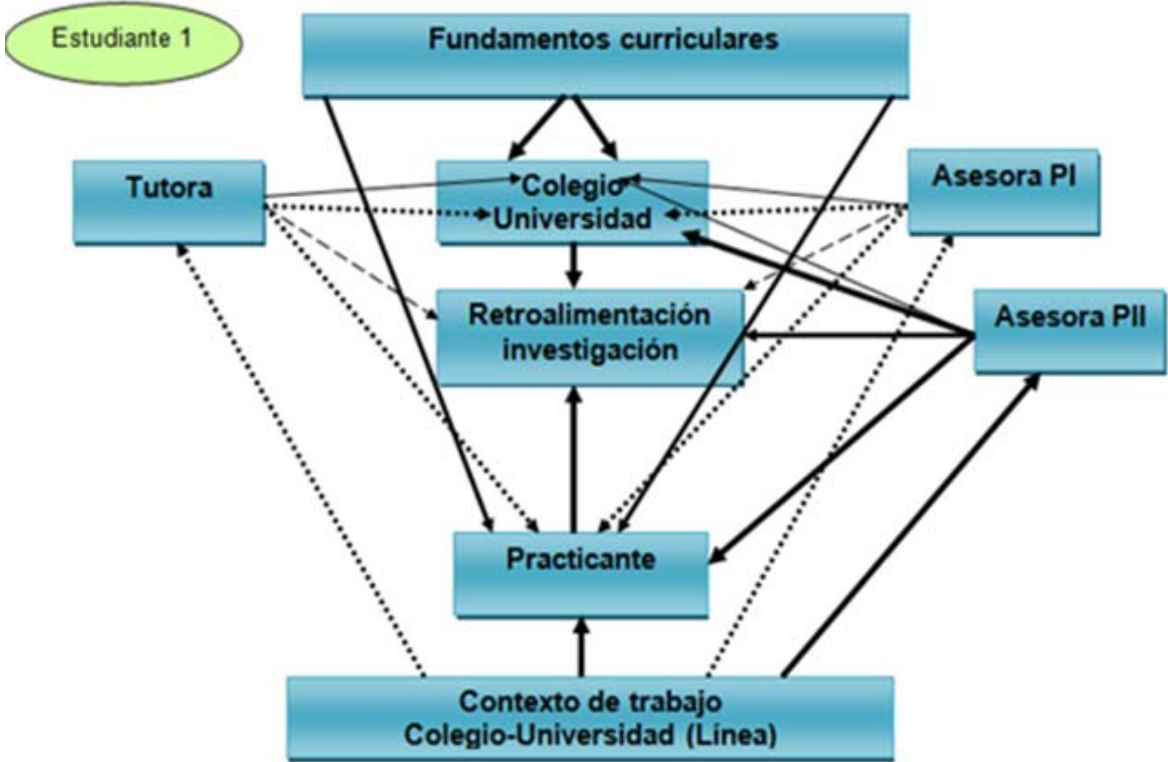 Estudiante 1
Fundamentos curriculares
Tutora
Colegio
Universidad
Asesora PI
Retroalimentación
investigación
Asesora PII
Practicante
Contexto de trabajo
Colegio-Universidad (Línea)